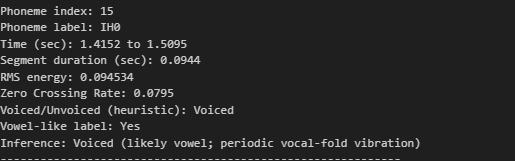 Phoneme index: 15
Phoneme label: IH0
Time (sec): 1.4152 to 1.5095
Segment duration (sec): 0.0944
RMS energy: 0.094534
Zero Crossing Rate: 0.0795
Voiced/Unvoiced (heuristic): Voiced
Vowel-like label: Yes
Inference: Voiced (likely vowel; periodic vocal-fold vibration)
------------------------------------------------------------